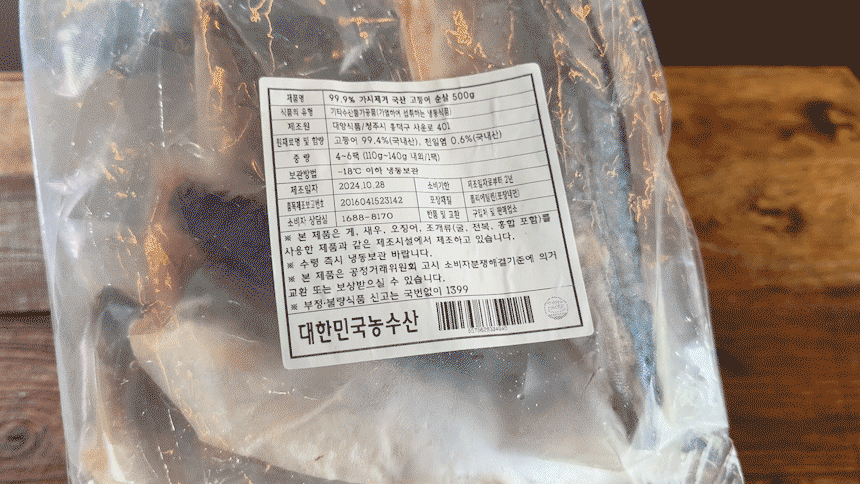 제품명 99.9% 가시제거 국산 고등어 순살 500g
식품의 유형 기타수산물가공품(가열하여 섭취하는 냉동식품)
제조원 대양식품/청주시 흥덕구 사운로 401
원재료명 및 함량 고등어 99.4%(국내산), 천일염 0.6%(국내산)
중 량 4~6팩 (110g~140g 내외/1팩)
보관방법 -18℃ 이하 냉동보관
제조일자 2024.10.28 소비기한 제조일자로부터 2년
품목제조보고번호 2016041523142 포장재질 폴리에틸렌(포장내면)
소비자 상담실 1688-8170 반품 및 교환 구입처 및 판매업소
※ 본 제품은 게, 새우, 오징어, 조개류(굴, 전복, 홍합 포함)를
사용한 제품과 같은 제조시설에서 제조하고 있습니다.
※ 수령 즉시 냉동보관 바랍니다.
※ 본 제품은 공정거래위원회 고시 소비자분쟁해결기준에 의거
교환 또는 보상받으실 수 있습니다.
※ 부정·불량식품 신고는 국번없이 1399
대한민국농수산